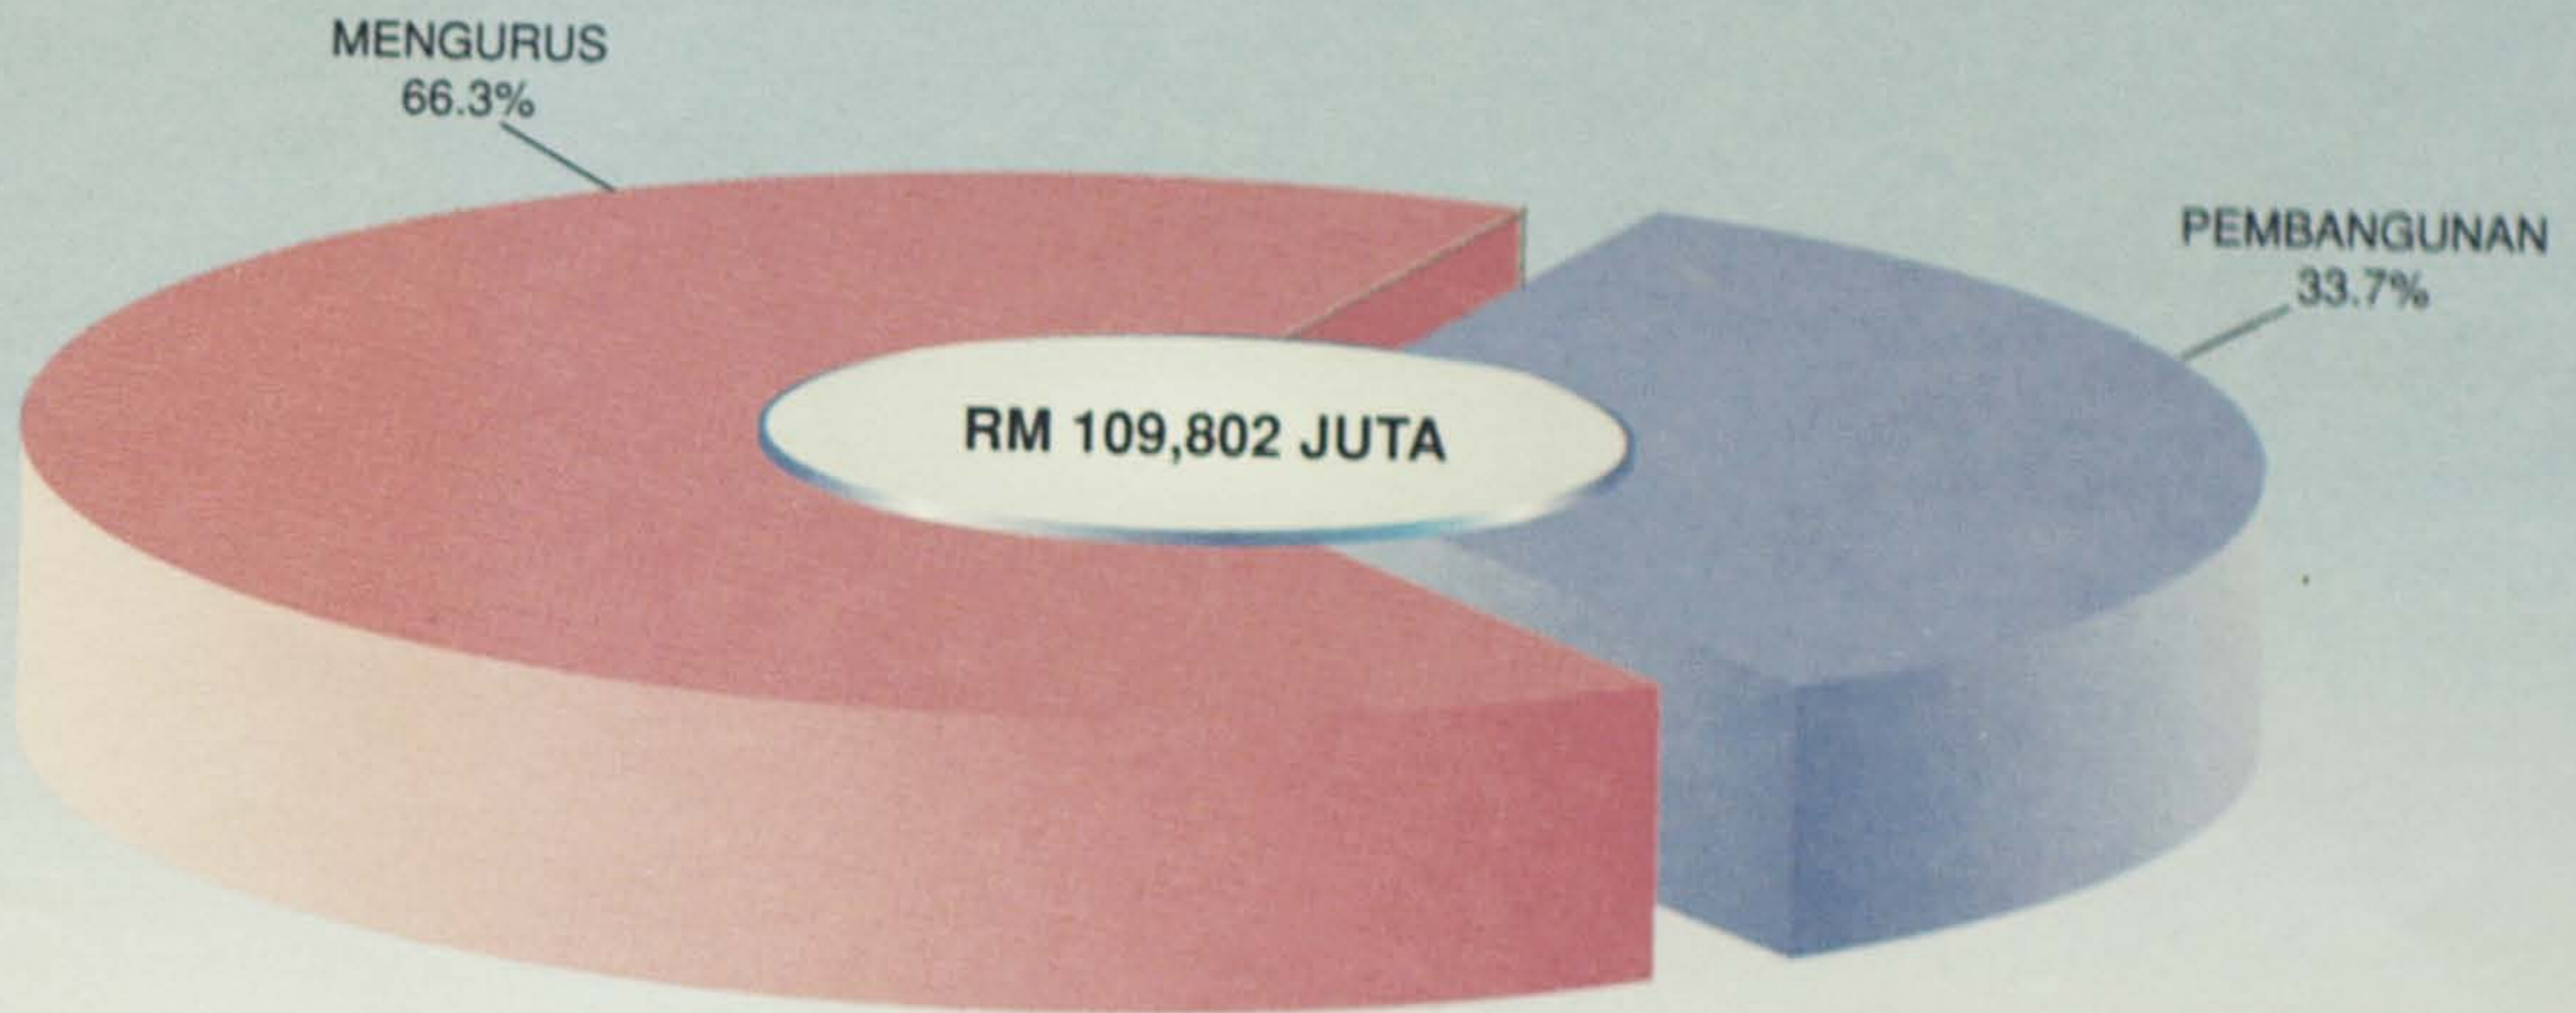 MENGURUS
66.3%
PEMBANGUNAN
33.7%
RM 109,802 JUTA